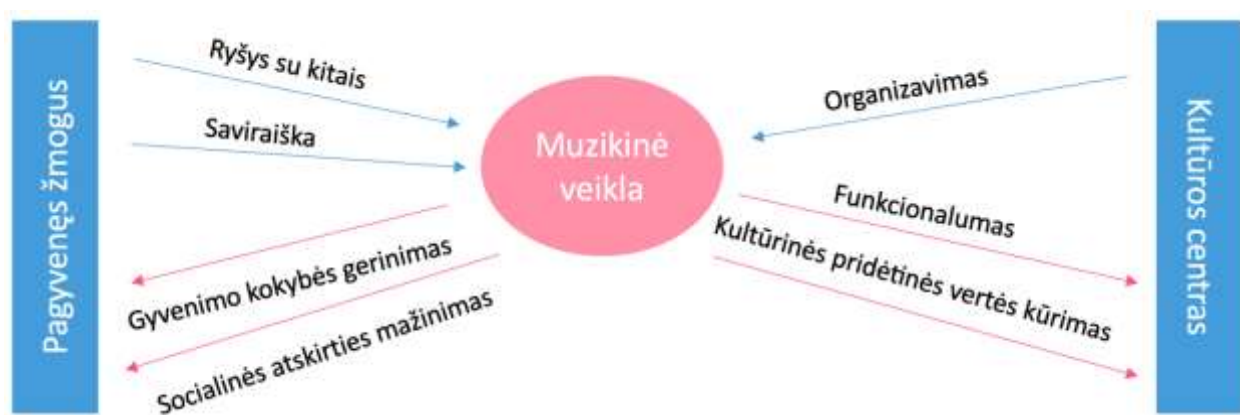 Pagyvenęs žmogus
Ryšys su kitais
Saviraiška
Gyvenimo kokybės gerinimas
Socialinės atskirties mažinimas
Muzikinė
veikla
Organizavimas
Funkcionalumas
Kultūrinės pridėtinės vertės kūrimas
Kultūros centras